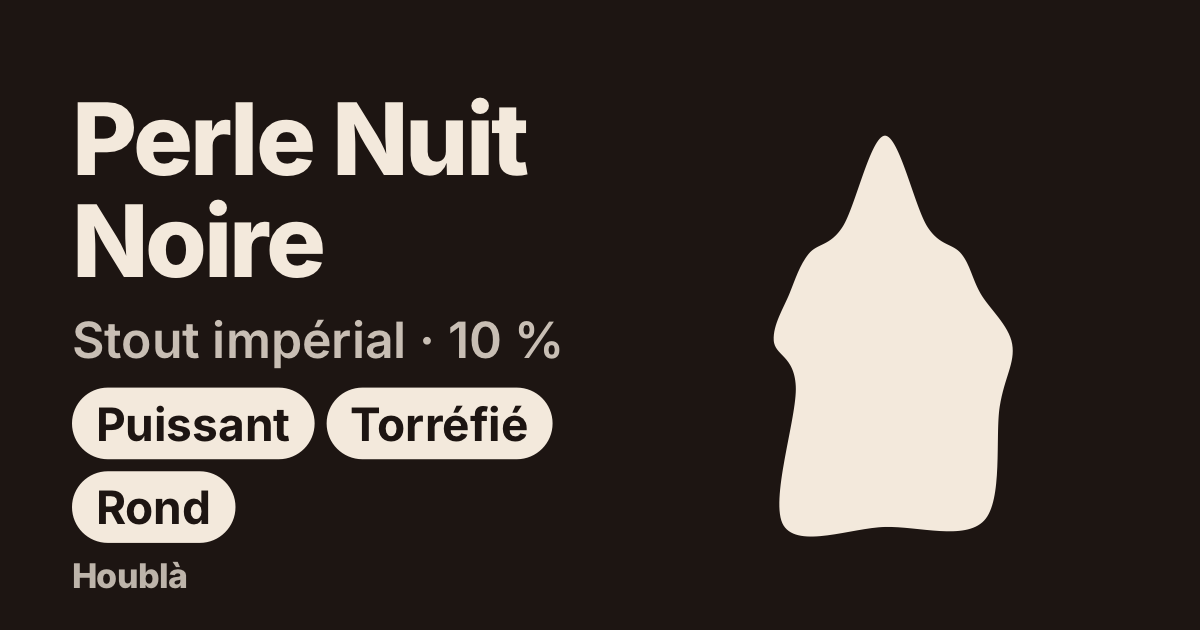 Perle Nuit
Noire
Stout impérial · 10 %
Puissant Torréfié
Rond
Houblà